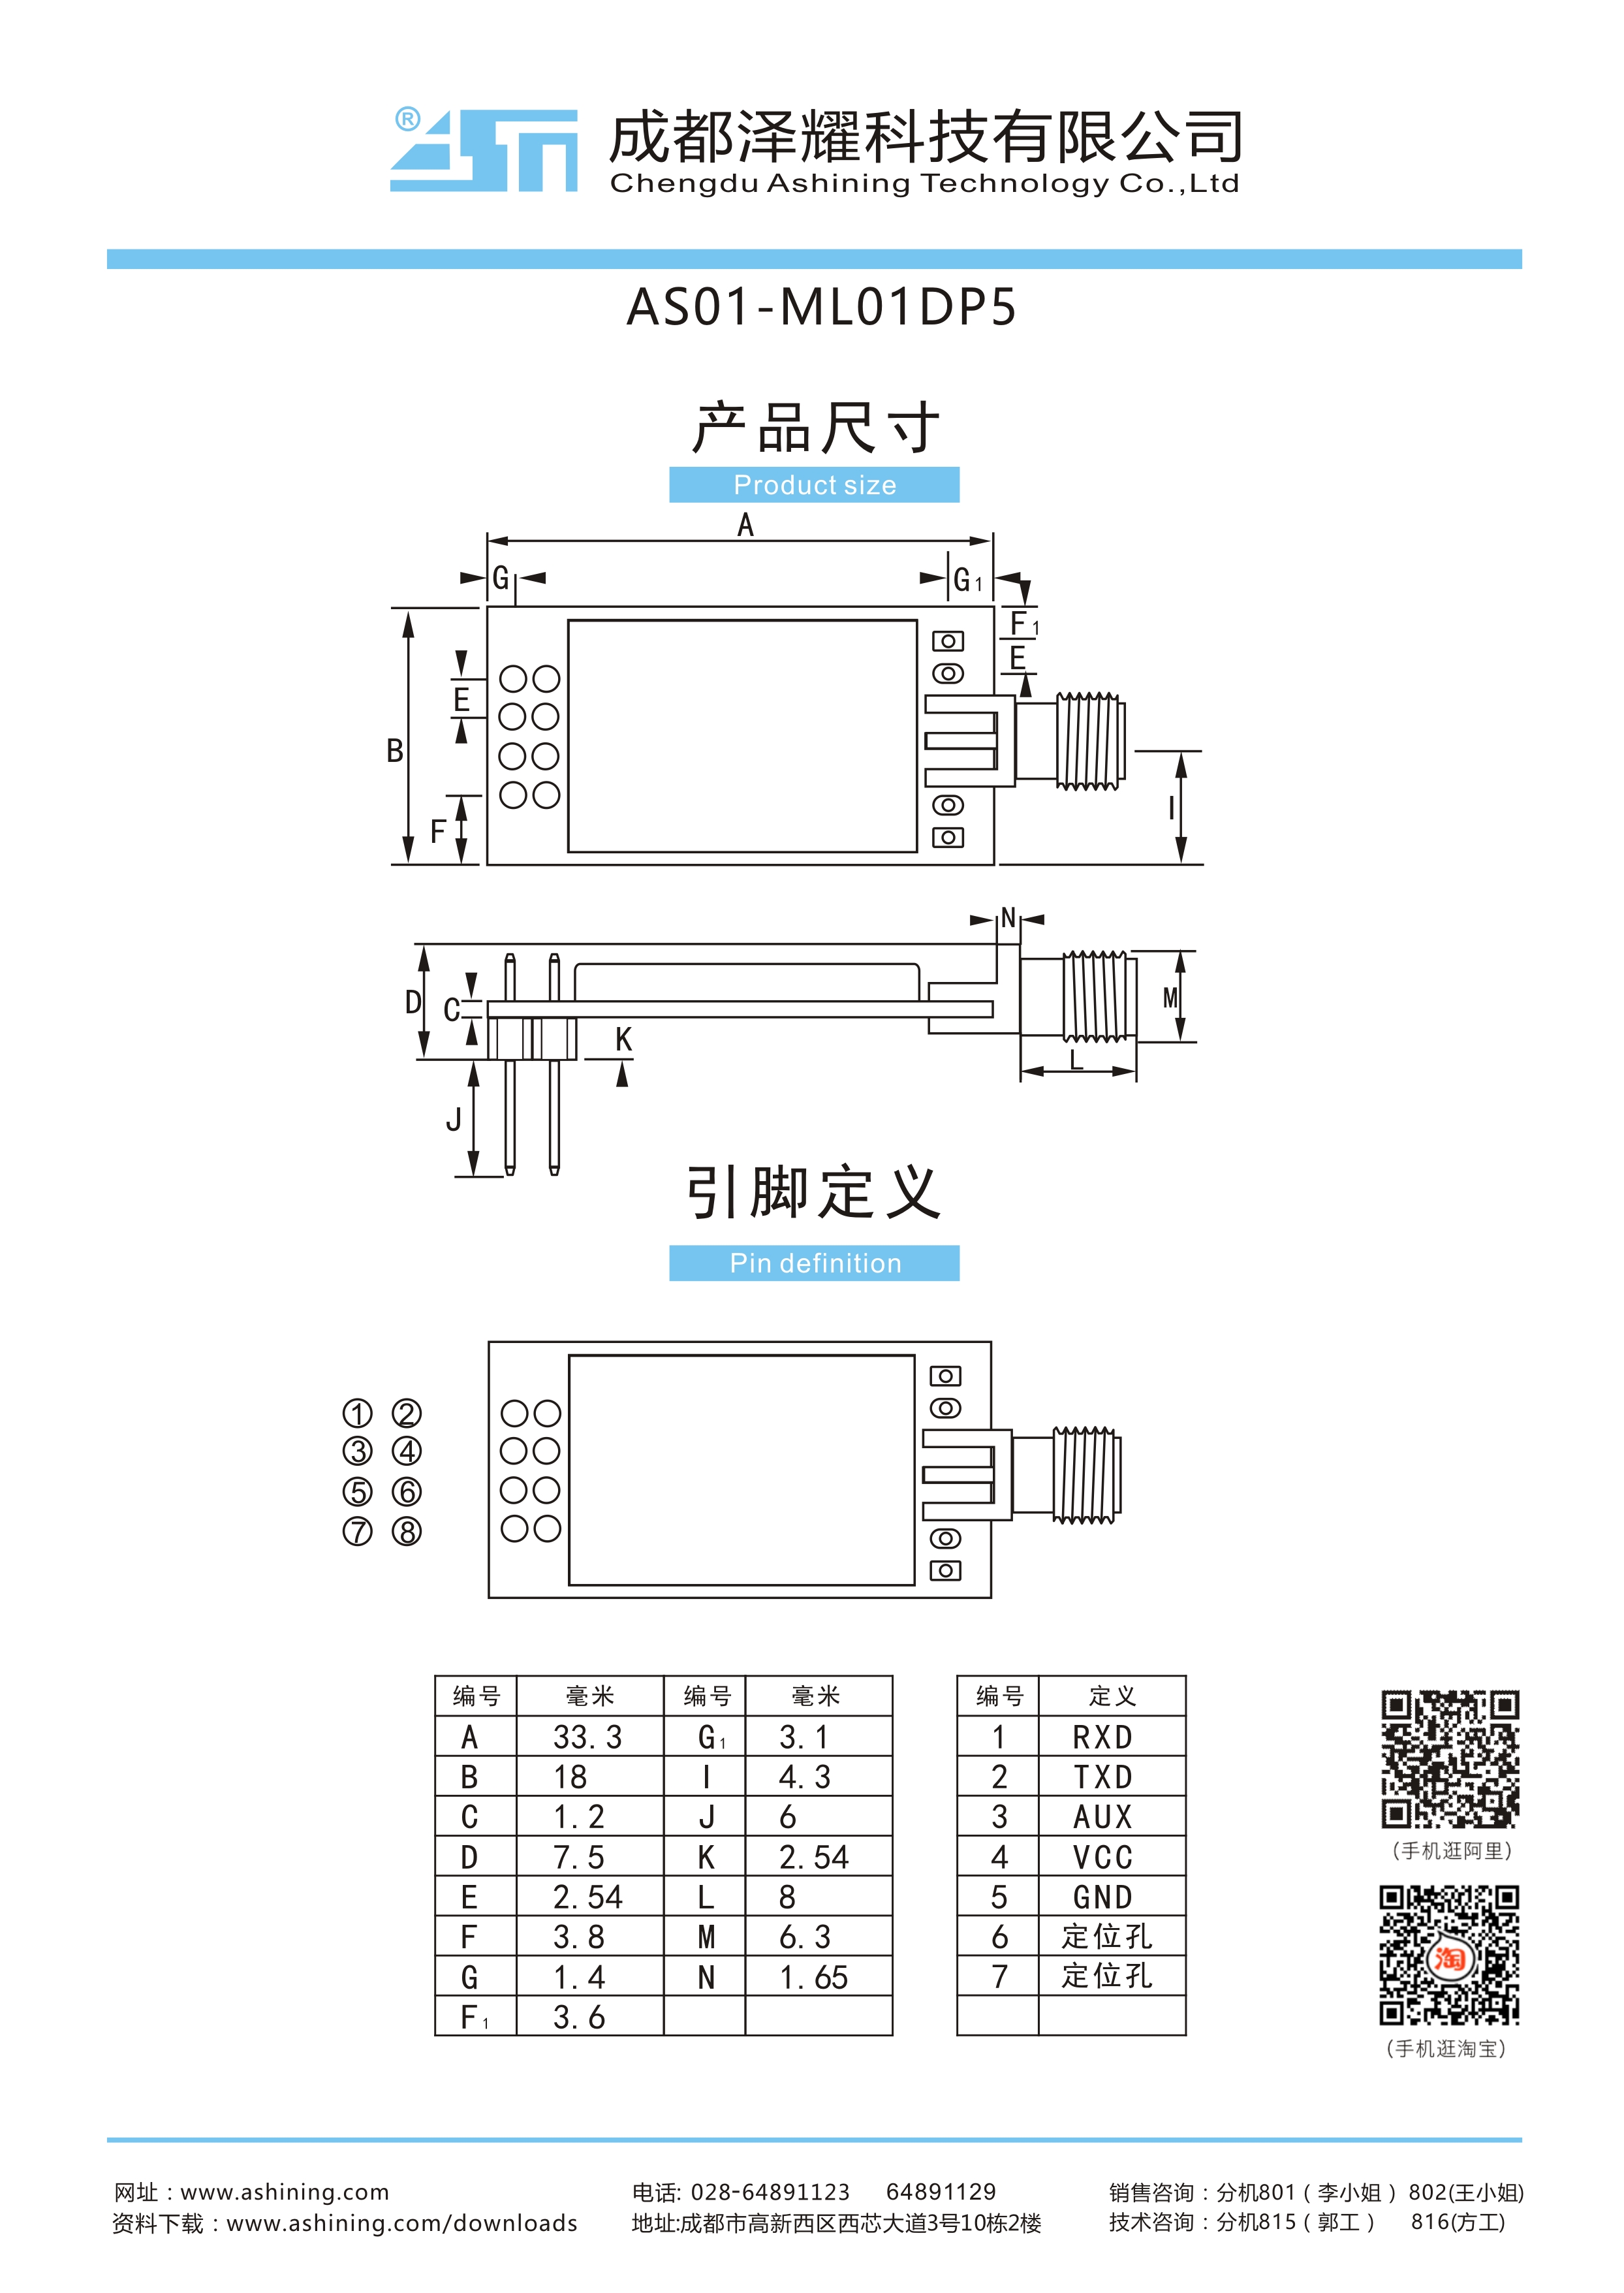 ®
成都泽耀科技有限公司
Chengdu Ashining Technology Co.,Ltd
AS01-ML01DP5
产品尺寸
Product size
A
G G1
F1
E
E
B
I
F
N
D C M
K
L
J
引脚定义
Pin definition
① ②
③ ④
⑤ ⑥
⑦ ⑧
编号 毫米 编号 毫米
A 33.3 G1 3.1
B 18 I 4.3
C 1.2 J 6
D 7.5 K 2.54
E 2.54 L 8
F 3.8 M 6.3
G 1.4 N 1.65
F1 3.6
编号 定义
1 RXD
2 TXD
3 AUX
4 VCC
5 GND
6 定位孔
7 定位孔
(手机逛阿里)
淘
(手机逛淘宝)
网址：www.ashining.com 电话: 028-64891123 64891129 销售咨询：分机801（李小姐） 802(王小姐)
资料下载：www.ashining.com/downloads 地址:成都市高新西区西芯大道3号10栋2楼 技术咨询：分机815（郭工） 816(方工)